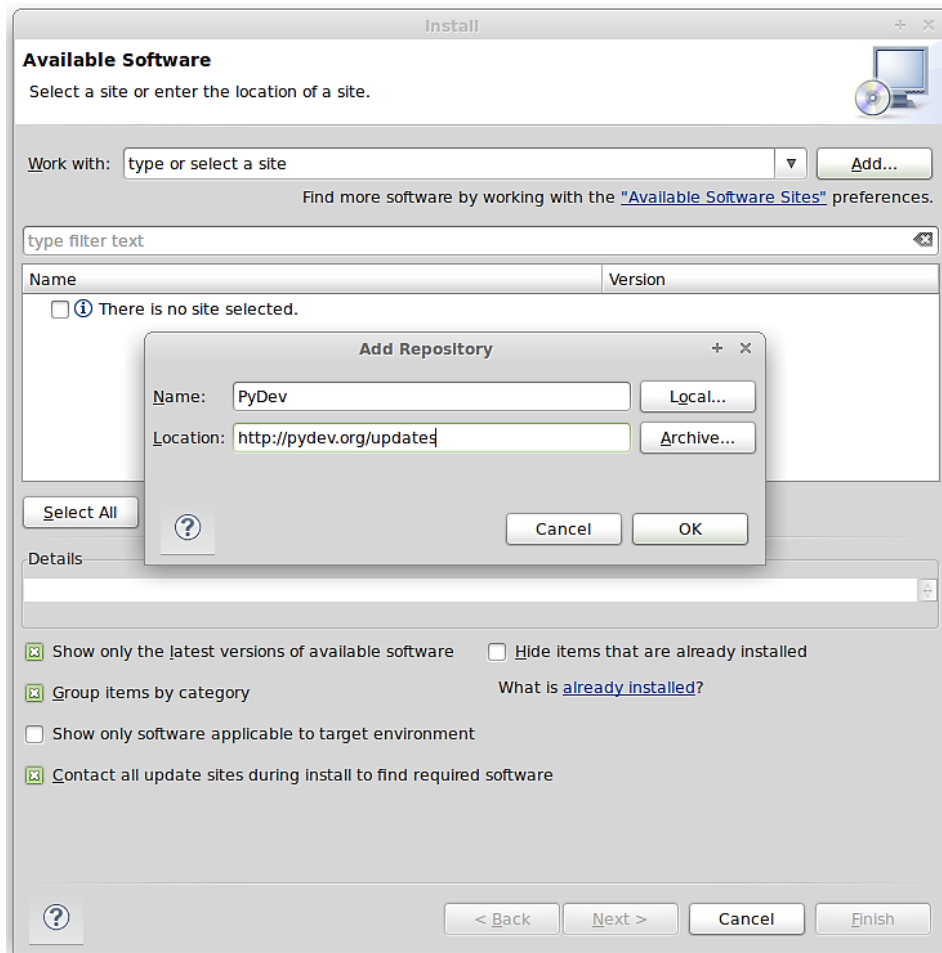 Install
Available Software
Select a site or enter the location of a site.
Work with: type or select a site Add...
Find more software by working with the "Available Software Sites" preferences.
type filter text
Name Version
There is no site selected.
Add Repository
Name: PyDev Local...
Location: http://pydev.org/updates Archive...
Select All
? Cancel OK
Details
Show only the latest versions of available software Hide items that are already installed
Group items by category What is already installed?
Show only software applicable to target environment
Contact all update sites during install to find required software
? < Back Next > Cancel Finish